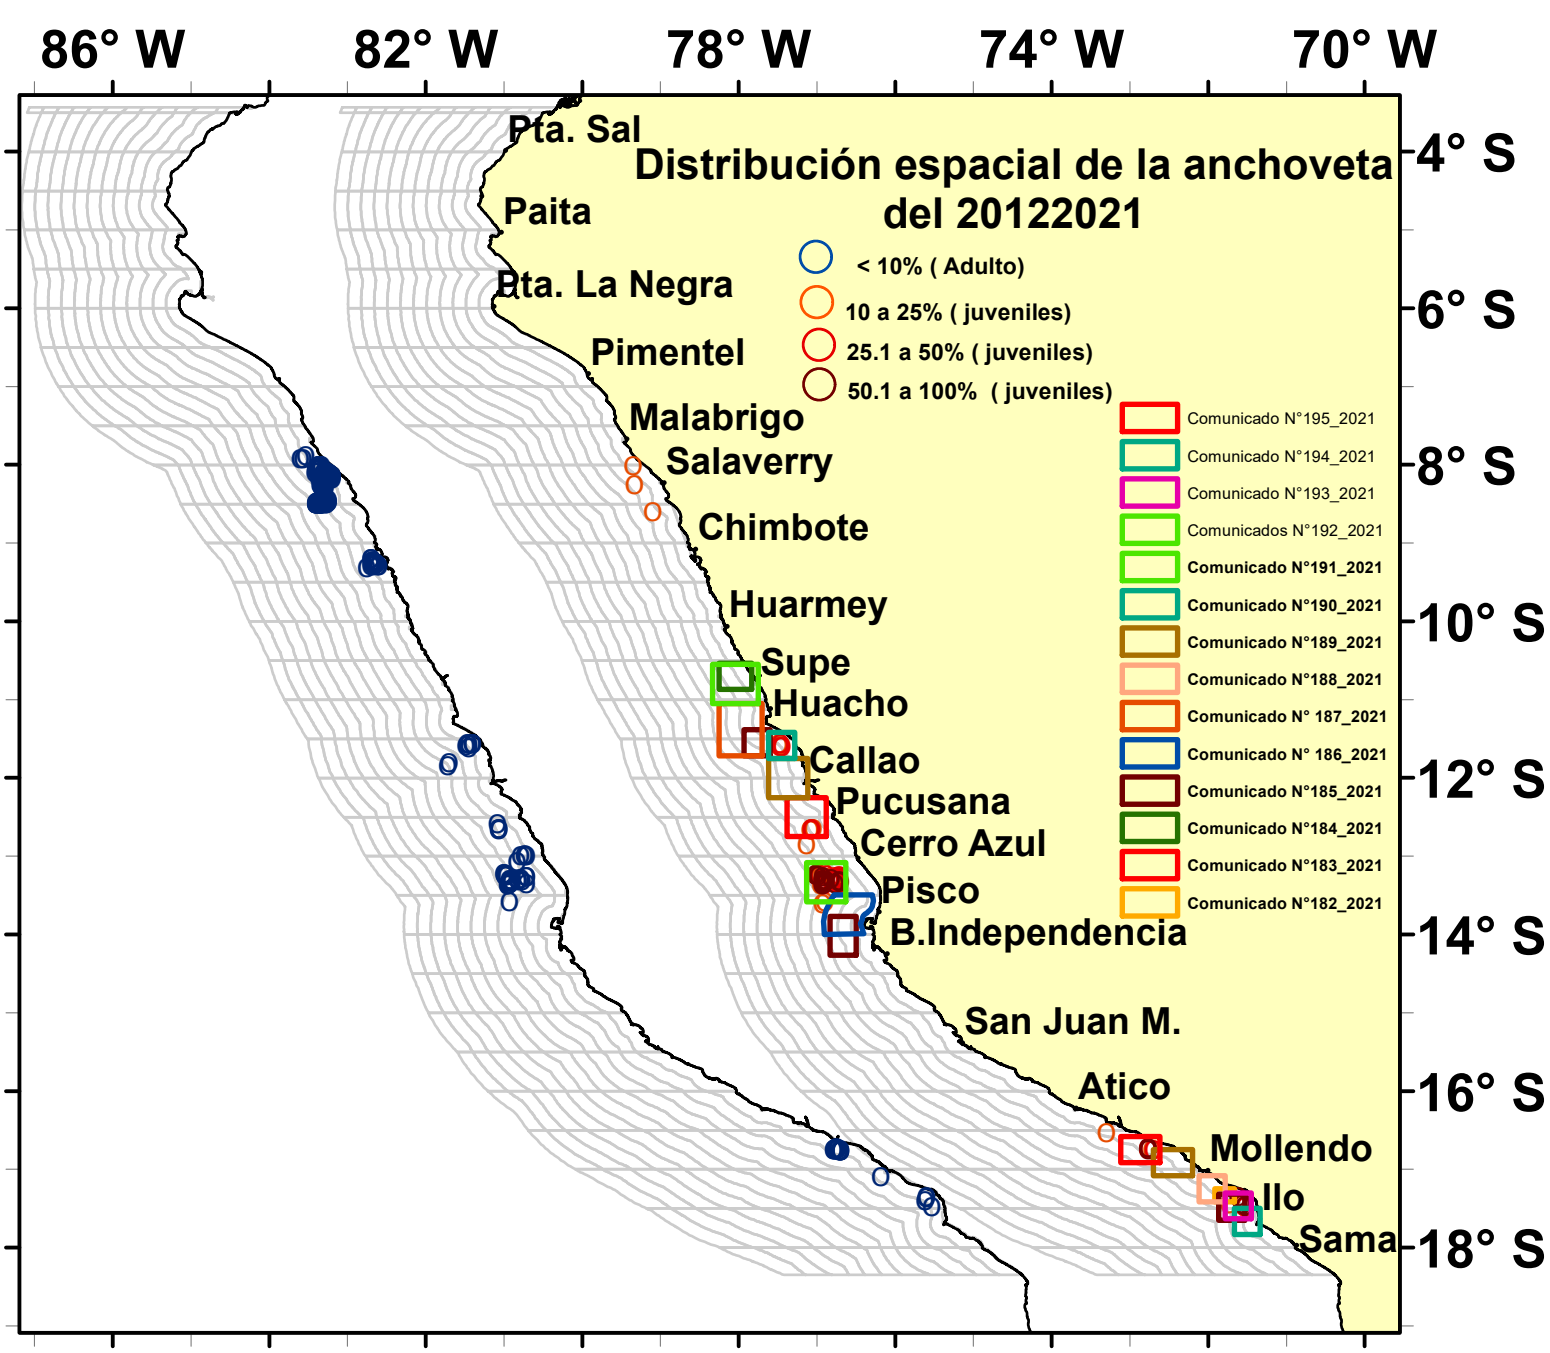 86° W 82° W 78° W 74° W 70° W
Pta. Sal
Distribución espacial de la anchoveta
del 20122021
4° S
Paita
< 10% ( Adulto)
Pta. La Negra
10 a 25% ( juveniles)
6° S
Pimentel
25.1 a 50% ( juveniles)
50.1 a 100% ( juveniles)
Malabrigo
Comunicado N°195_2021
Salaverry
Comunicado N°194_2021
8° S
Comunicado N°193_2021
Chimbote
Comunicados N°192_2021
Comunicado N°191_2021
Huarmey
Comunicado N°190_2021
10° S
Comunicado N°189_2021
Supe
Comunicado N°188_2021
Huacho
Comunicado N° 187_2021
Callao
Comunicado N° 186_2021
12° S
Pucusana
Comunicado N°185_2021
Cerro Azul
Comunicado N°184_2021
Comunicado N°183_2021
Pisco
Comunicado N°182_2021
B.Independencia
14° S
San Juan M.
Atico
16° S
Mollendo
Ilo
Sama
18° S